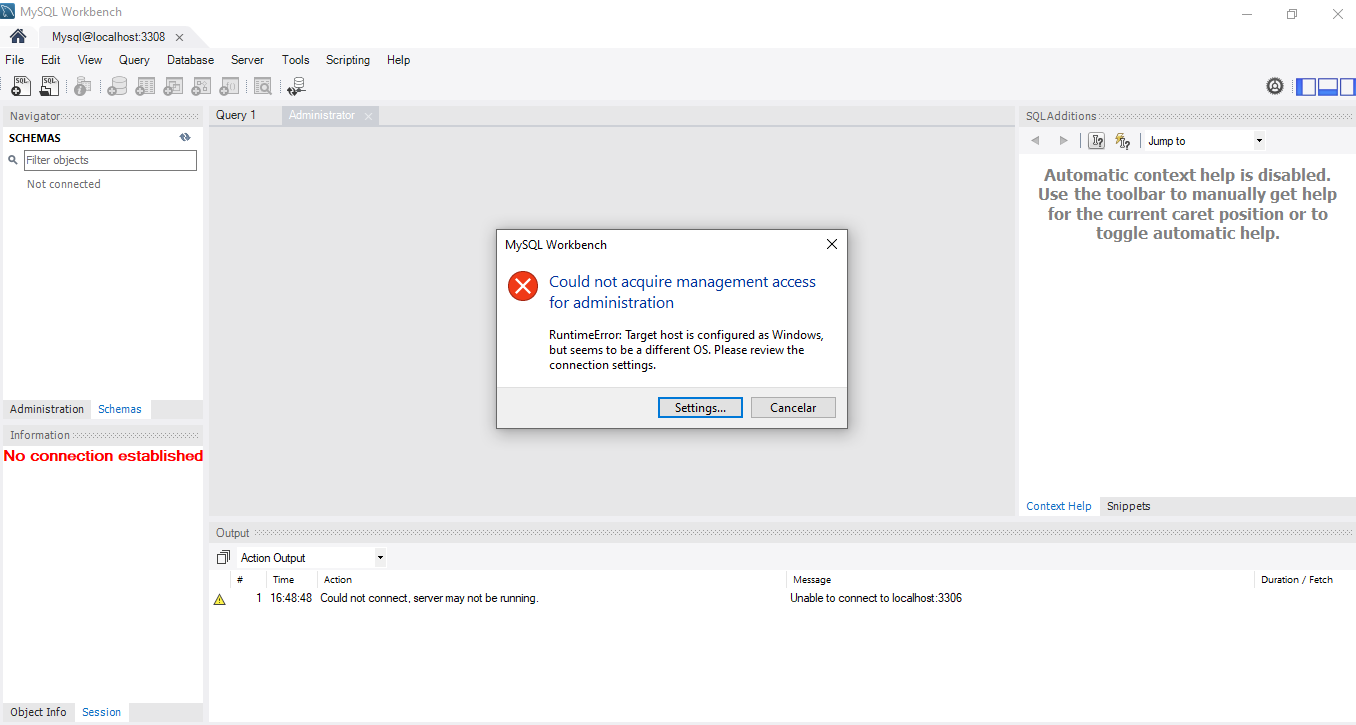 MySQL Workbench
Mysql@localhost:3308
File Edit View Query Database Server Tools Scripting Help
SQL SQL
Navigator
SCHEMAS
Filter objects
Not connected
Administration Schemas
Information
No connection established
Object Info Session
Query 1 Administrator
MySQL Workbench
Could not acquire management access
for administration
RuntimeError: Target host is configured as Windows,
but seems to be a different OS. Please review the
connection settings.
Settings... Cancelar
SQLAdditions
Jump to
Automatic context help is disabled.
Use the toolbar to manually get help
for the current caret position or to
toggle automatic help.
Context Help Snippets
Output
Action Output
# Time Action Message Duration / Fetch
1 16:48:48 Could not connect, server may not be running. Unable to connect to localhost:3306